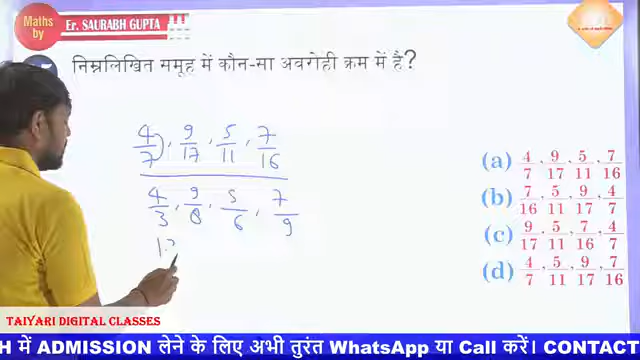 Maths
by
Er. SAURABH GUPTA
निम्नलिखित समूह में कौन-सा अवरोही क्रम में है?
4/7, 9/17, 5/11, 7/16
4/3, 9/8, 5/6, 7/9
1.3
(a) 4/7, 9/17, 5/11, 7/16
(b) 7/16, 5/11, 9/17, 4/7
(c) 9/17, 5/11, 7/16, 4/7
(d) 4/7, 5/11, 9/17, 7/16
TAIYARI DIGITAL CLASSES
H में ADMISSION लेने के लिए अभी तुरंत WhatsApp या Call करें। CONTACT